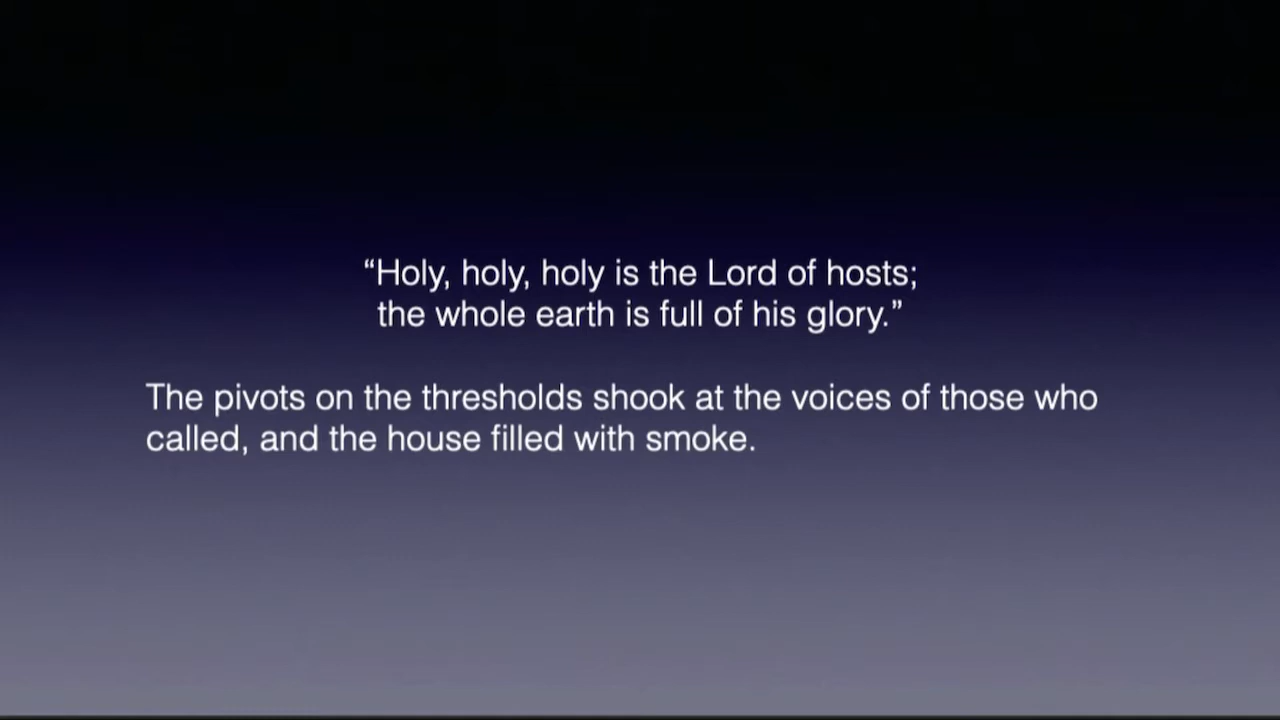 “Holy, holy, holy is the Lord of hosts;
the whole earth is full of his glory.”
The pivots on the thresholds shook at the voices of those who
called, and the house filled with smoke.